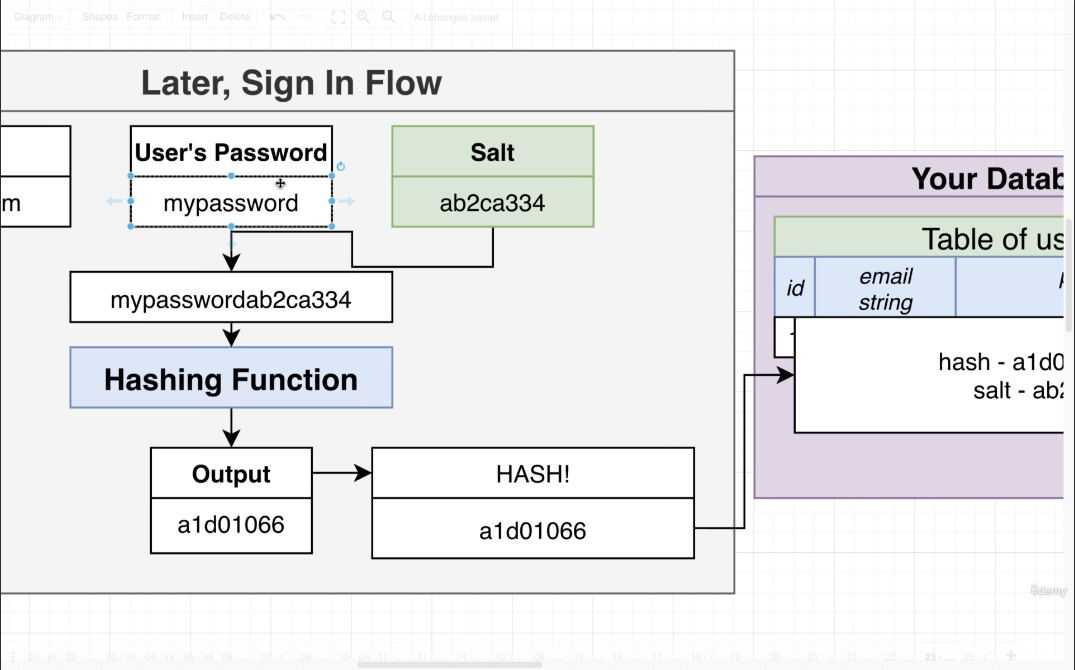 Diagram Shapes Format Insert Delete All changes saved
Later, Sign In Flow
User's Password
mypassword
Salt
ab2ca334
m
mypasswordab2ca334
Hashing Function
Output
a1d01066
HASH!
a1d01066
Your Datab
Table of us
id
email
string
hash - a1d0
salt - ab2
ûdemy